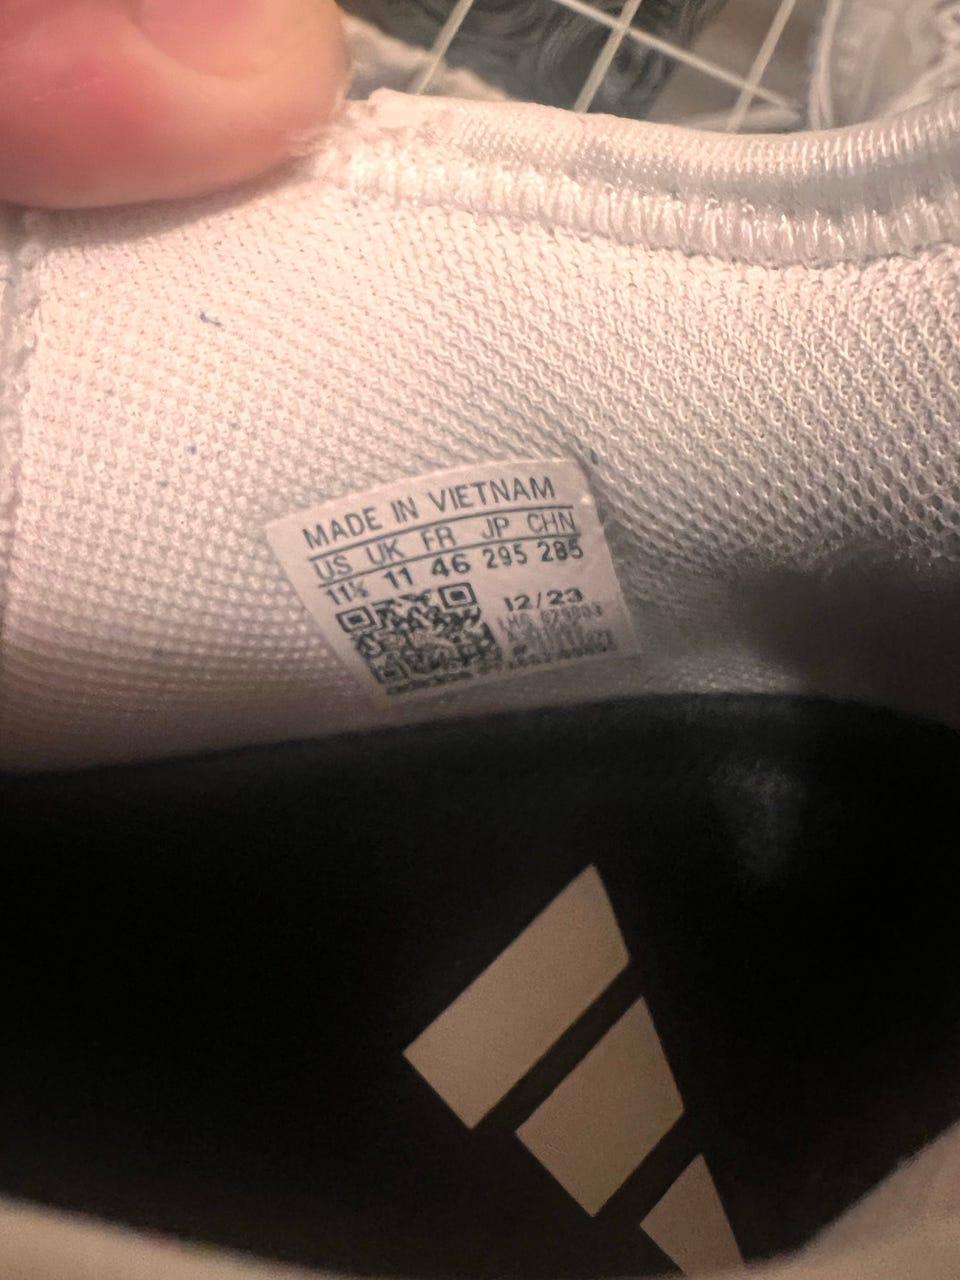 MADE IN VIETNAM
US UK FR JP CHN
11½ 11 46 295 285
12/23